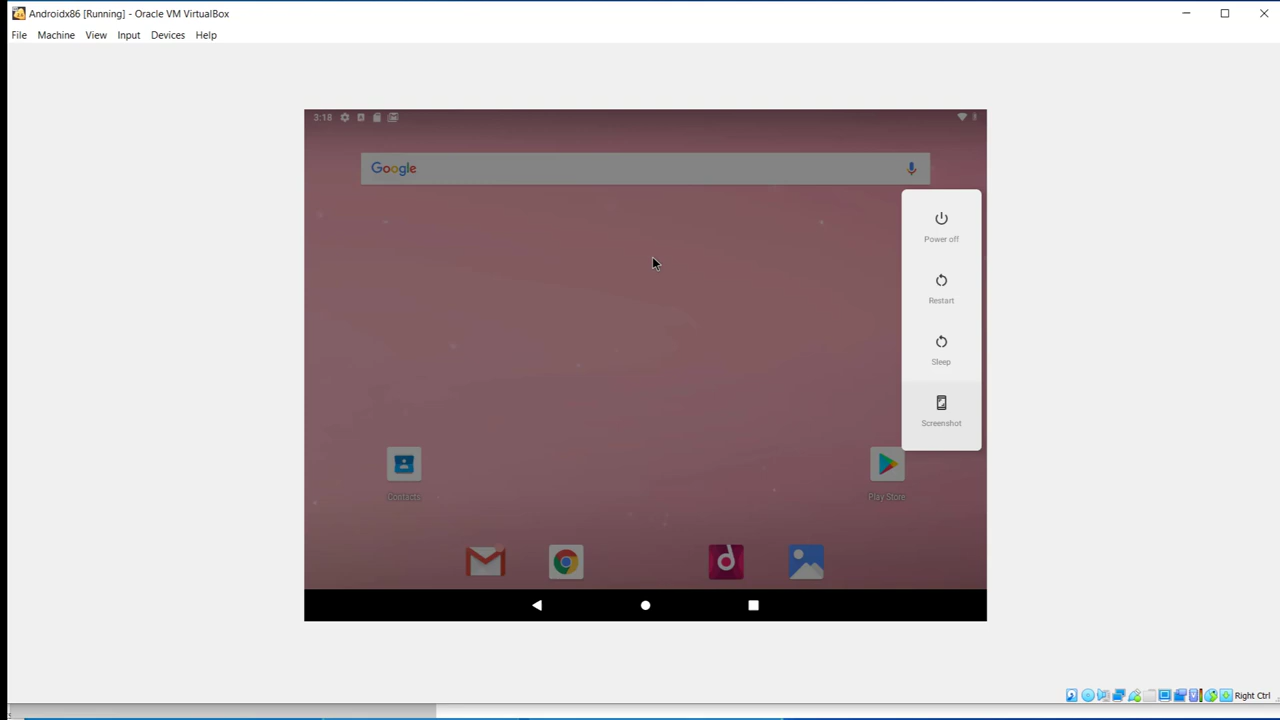 Androidx86 [Running] - Oracle VM VirtualBox
File Machine View Input Devices Help
3:18
Google
Power off
Restart
Sleep
Screenshot
Contacts
Play Store
Right Ctrl